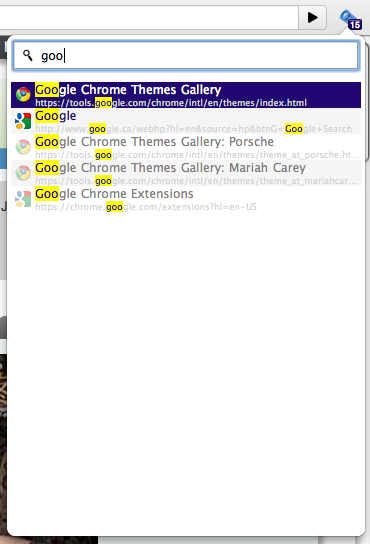 15
goo
Google Chrome Themes Gallery
https://tools.google.com/chrome/intl/en/themes/index.html
Google
http://www.google.ca/webhp?hl=en&source=hp&btnG=Google+Search
Google Chrome Themes Gallery: Porsche
https://tools.google.com/chrome/intl/en/themes/theme_at_porsche.ht...
Google Chrome Themes Gallery: Mariah Carey
https://tools.google.com/chrome/intl/en/themes/theme_at_mariahcar...
Google Chrome Extensions
https://chrome.google.com/extensions?hl=en-US
J